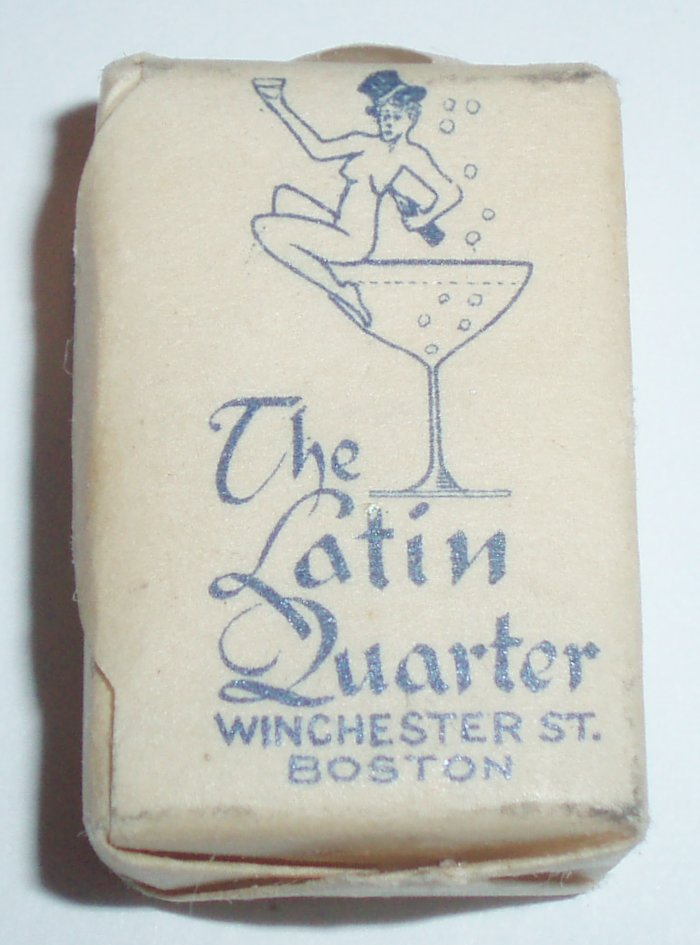 The
Latin
Quarter
WINCHESTER ST.
BOSTON